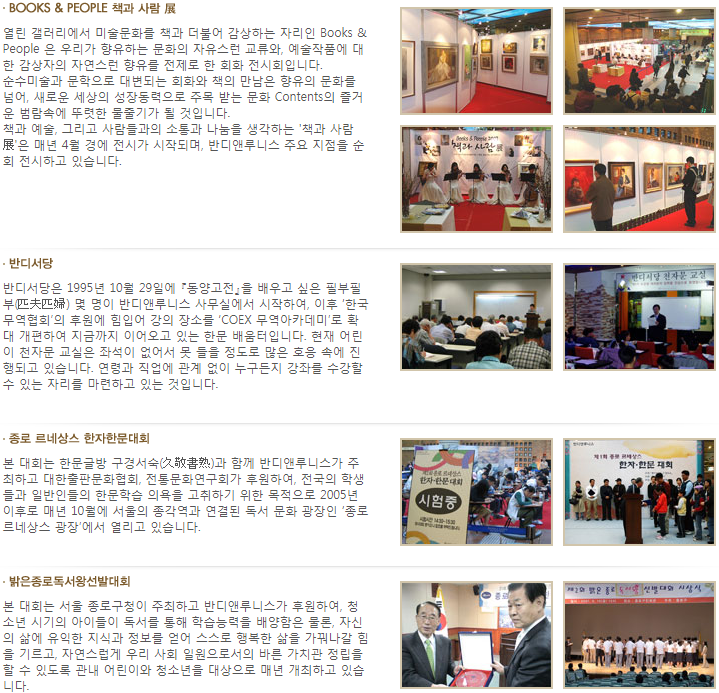 · BOOKS & PEOPLE 책과 사람 展
열린 갤러리에서 미술문화를 책과 더불어 감상하는 자리인 Books &
People 은 우리가 향유하는 문화의 자유스런 교류와, 예술작품에 대
한 감상자의 자연스런 향유를 전제로 한 회화 전시회입니다.
순수미술과 문학으로 대변되는 회화와 책의 만남은 향유의 문화를
넘어, 새로운 세상의 성장동력으로 주목 받는 문화 Contents의 즐거
운 범람속에 뚜렷한 물줄기가 될 것입니다.
책과 예술, 그리고 사람들과의 소통과 나눔을 생각하는 '책과 사람
展'은 매년 4월 경에 전시가 시작되며, 반디앤루니스 주요 지점을 순
회 전시하고 있습니다.
Books & People
책과 사람 展
· 반디서당
반디서당은 1995년 10월 29일에 『동양고전』을 배우고 싶은 필부필
부(匹夫匹婦) 몇 명이 반디앤루니스 사무실에서 시작하여, 이후 '한국
무역협회'의 후원에 힘입어 강의 장소를 'COEX 무역아카데미'로 확
대 개편하여 지금까지 이어오고 있는 한문 배움터입니다. 현재 어린
이 천자문 교실은 좌석이 없어서 못 들을 정도로 많은 호응 속에 진
행되고 있습니다. 연령과 직업에 관계 없이 누구든지 강좌를 수강할
수 있는 자리를 마련하고 있는 것입니다.
반디서당 천자문 교실
· 종로 르네상스 한자한문대회
본 대회는 한문글방 구경서숙(久敬書熟)과 함께 반디앤루니스가 주
최하고 대한출판문화협회, 전통문화연구회가 후원하여, 전국의 학생
들과 일반인들의 한문학습 의욕을 고취하기 위한 목적으로 2005년
이후로 매년 10월에 서울의 종각역과 연결된 독서 문화 광장인 '종로
르네상스 광장'에서 열리고 있습니다.
종로 르네상스
한자·한문 대회
시험중
제1회 종로 르네상스
한자·한문 대회
· 밝은종로독서왕선발대회
본 대회는 서울 종로구청이 주최하고 반디앤루니스가 후원하여, 청
소년 시기의 아이들이 독서를 통해 학습능력을 배양함은 물론, 자신
의 삶에 유익한 지식과 정보를 얻어 스스로 행복한 삶을 가꿔나갈 힘
을 기르고, 자연스럽게 우리 사회 일원으로서의 바른 가치관 정립을
할 수 있도록 관내 어린이와 청소년을 대상으로 매년 개최하고 있습
니다.
제2회 밝은 종로 독서왕 선발대회 시상식